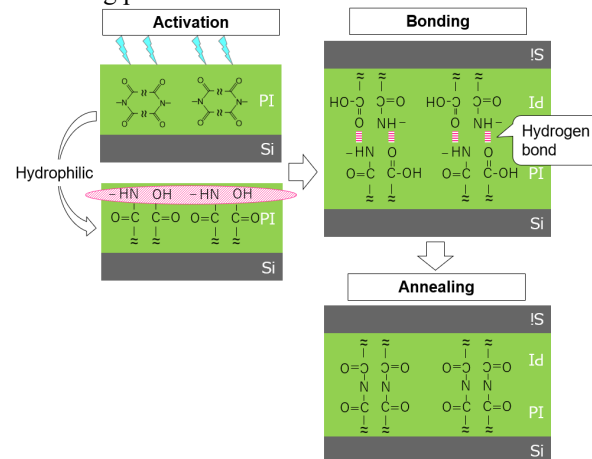 Activation
Bonding
O O O O
–N N– –N N–
O O O O
PI
Si
Hydrophilic
–HN OH –HN OH
O=C C=O O=C C=O
PI
Si
Si
PI
HO-C C=O HO-C C=O
O NH– O NH–
Hydrogen
bond
–HN O –HN O
O=C C-OH O=C C-OH
PI
Si
Annealing
Si
PI
O=C C=O O=C C=O
N N N N
O=C C=O O=C C=O
PI
Si